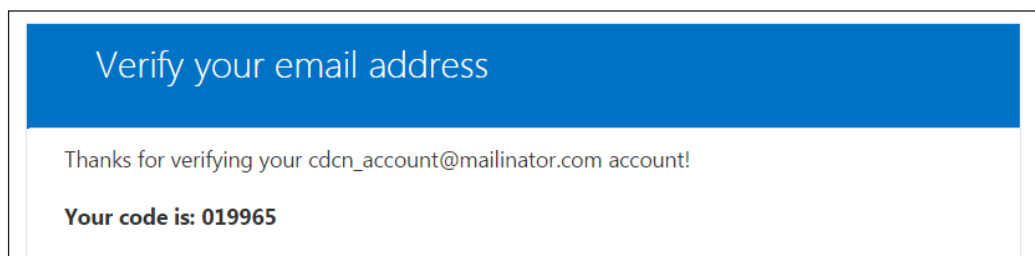 Verify your email address
Thanks for verifying your cdcn_account@mailinator.com account!
Your code is: 019965